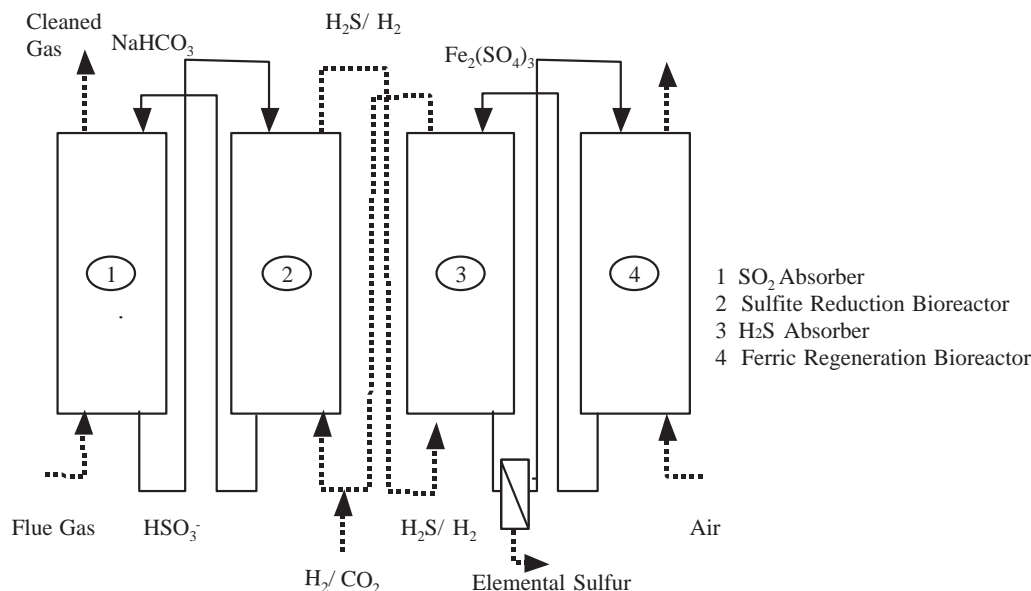 Cleaned
Gas
NaHCO₃
H₂S/ H₂
Fe₂(SO₄)₃
1
2
3
4
1 SO₂ Absorber
2 Sulfite Reduction Bioreactor
3 H₂S Absorber
4 Ferric Regeneration Bioreactor
Flue Gas
HSO₃⁻
H₂S/ H₂
Air
H₂/ CO₂
Elemental Sulfur